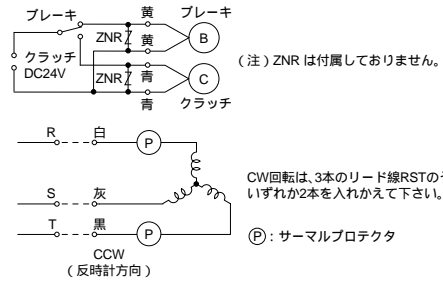 ブレーキ 黄 ブレーキ
ZNR 黄 B
クラッチ
DC24V
ZNR 青 C
青 クラッチ
(注)ZNR は付属しておりません。
R 白 P
S 灰
T 黒 P
CCW
(反時計方向)
CW回転は、3本のリード線RSTの
いずれか2本を入れかえて下さい。
P:サーマルプロテクタ